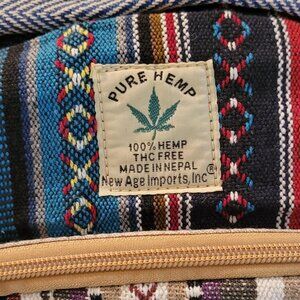 PURE HEMP
100% HEMP
THC FREE
MADE IN NEPAL
New Age Imports, Inc®